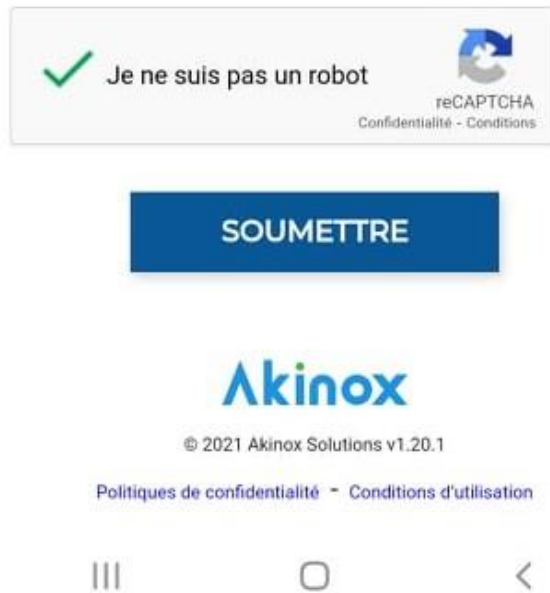 Je ne suis pas un robot
reCAPTCHA
Confidentialité - Conditions
SOUMETTRE
Akinox
© 2021 Akinox Solutions v1.20.1
Politiques de confidentialité - Conditions d'utilisation